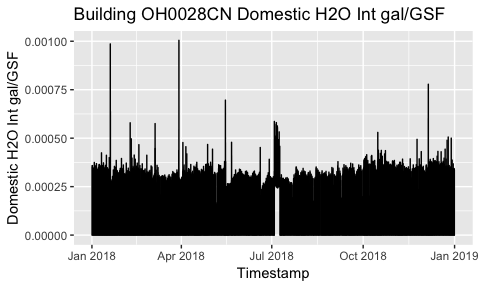 Building OH0028CN Domestic H2O Int gal/GSF
Domestic H2O Int gal/GSF
0.00100
0.00075
0.00050
0.00025
0.00000
Jan 2018 Apr 2018 Jul 2018 Oct 2018 Jan 2019
Timestamp